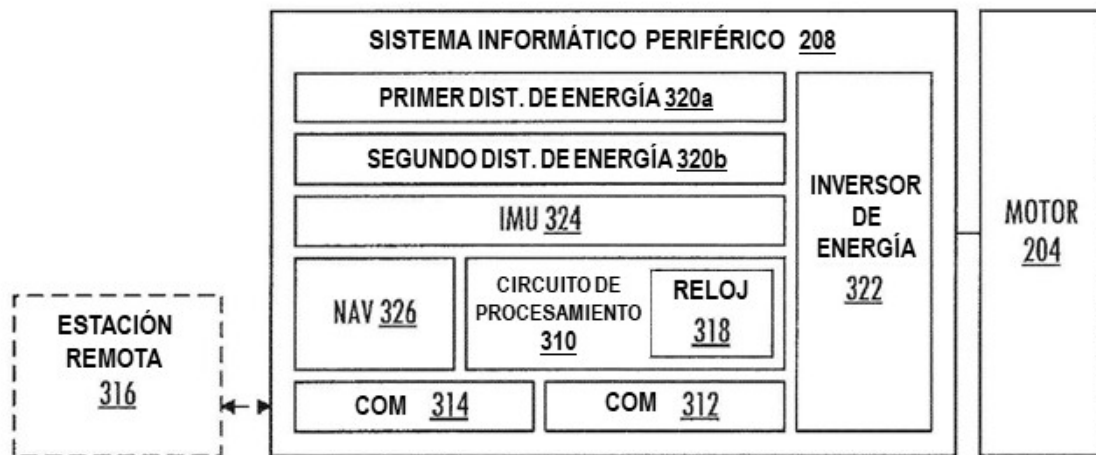 SISTEMA INFORMÁTICO PERIFÉRICO 208
PRIMER DIST. DE ENERGÍA 320a
SEGUNDO DIST. DE ENERGÍA 320b
IMU 324
NAV 326
CIRCUITO DE
PROCESAMIENTO
310
RELOJ
318
COM 314
COM 312
INVERSOR
DE
ENERGÍA
322
MOTOR
204
ESTACIÓN
REMOTA
316